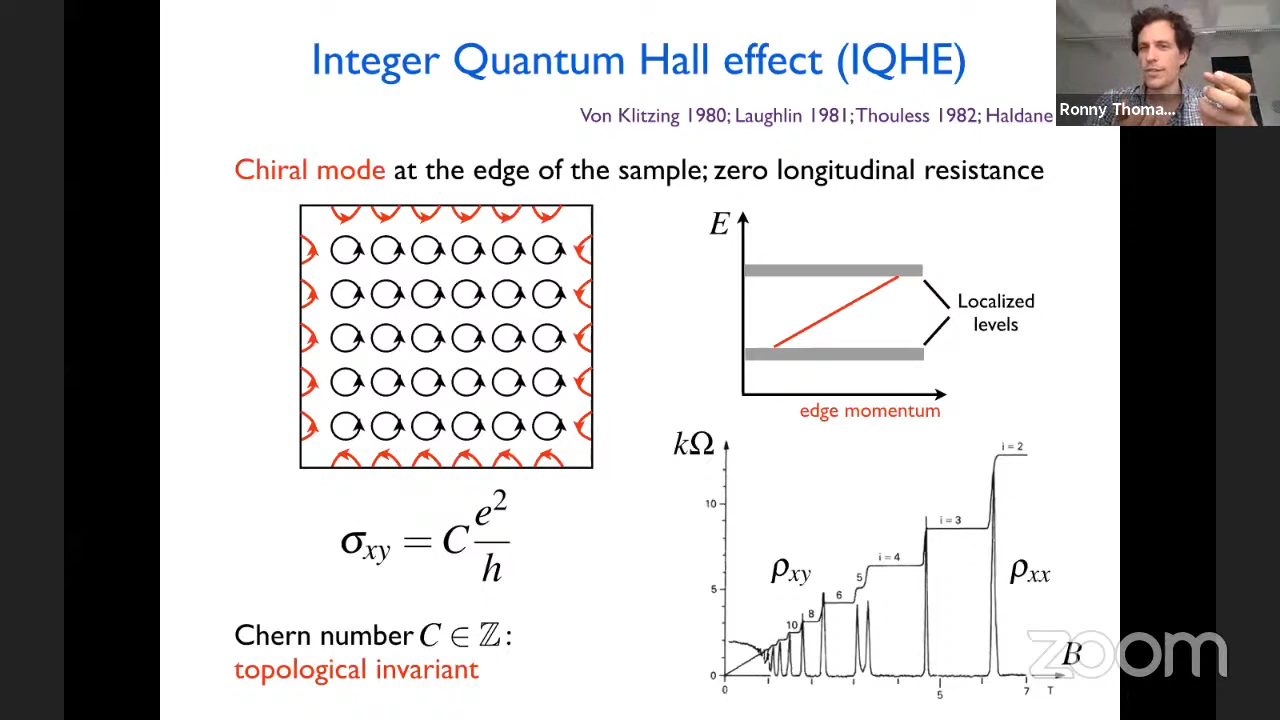 Integer Quantum Hall effect (IQHE)
Von Klitzing 1980; Laughlin 1981; Thouless 1982; Haldane
Ronny Thoma...
Chiral mode at the edge of the sample; zero longitudinal resistance
E
Localized
levels
edge momentum
σxy = C e²/h
Chern number C ∈ ℤ:
topological invariant
kΩ
i = 2
10
i = 3
i = 4
ρxy
5
ρxx
5
6
8
10
B
0
0
5
7
T
zoom